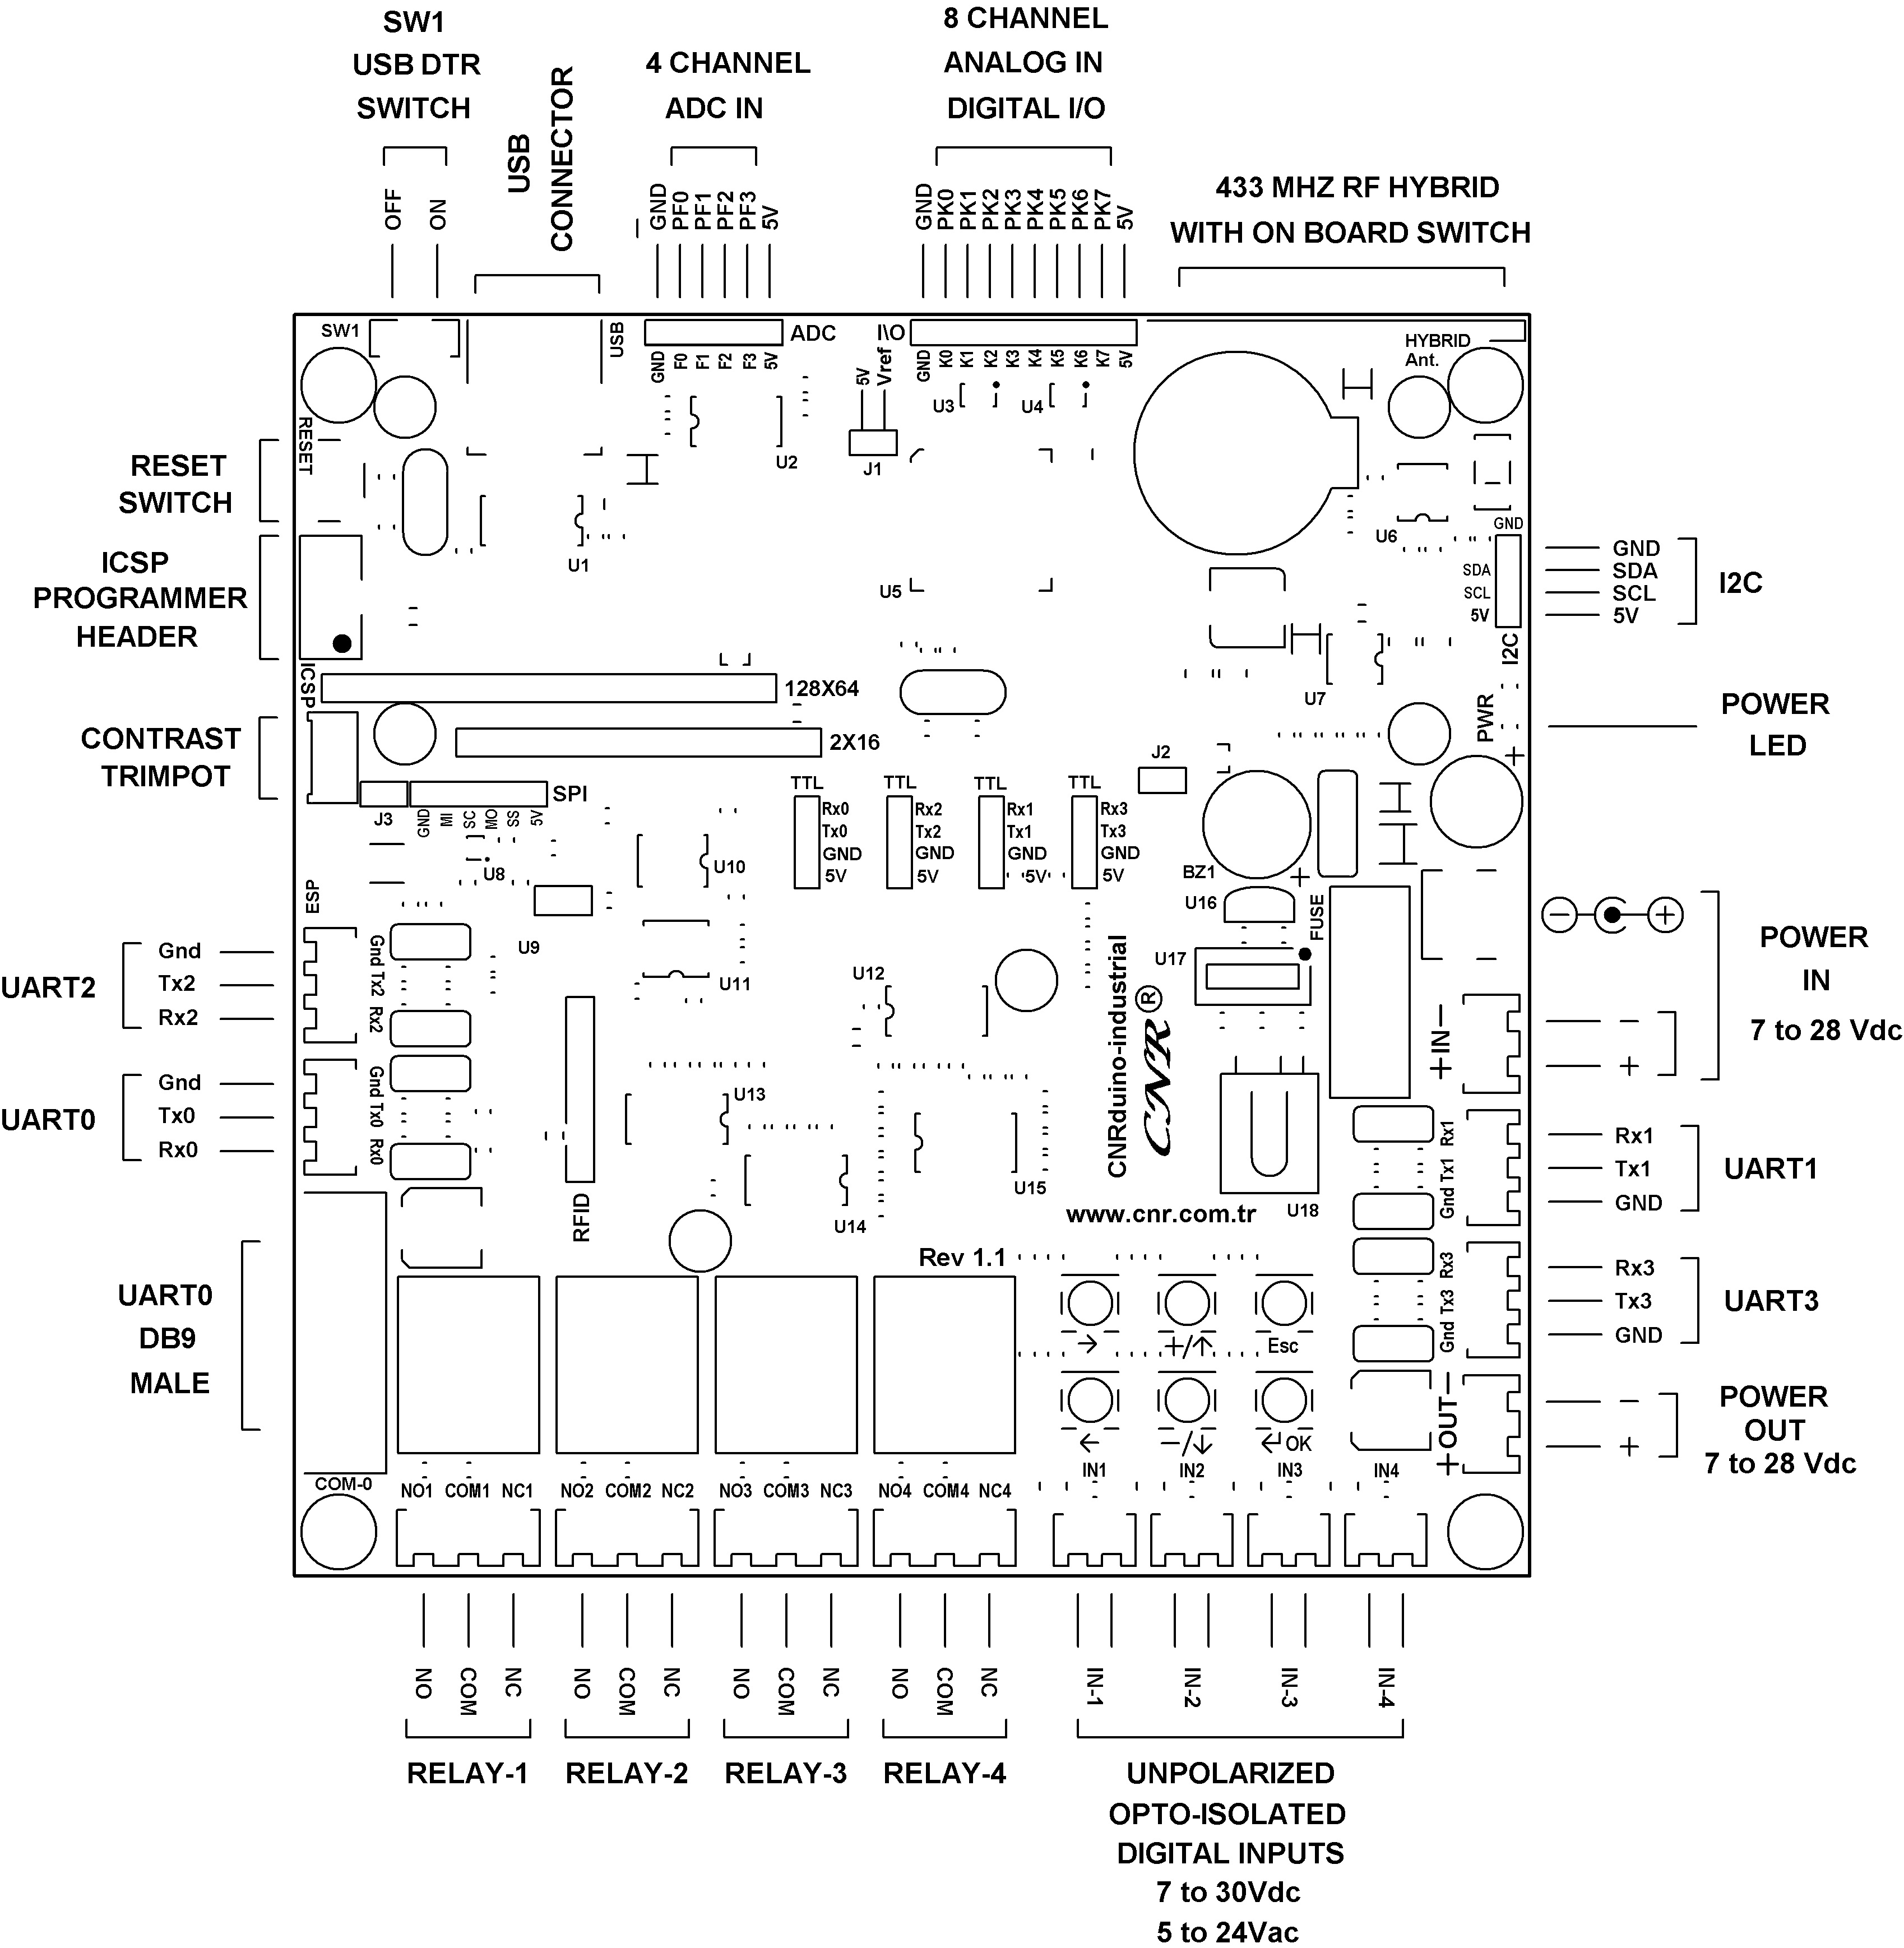 SW1
USB DTR
SWITCH
USB
CONNECTOR
4 CHANNEL
ADC IN
8 CHANNEL
ANALOG IN
DIGITAL I/O
433 MHZ RF HYBRID
WITH ON BOARD SWITCH
OFF
ON
GND
PF0
PF1
PF2
PF3
5V
GND
PK0
PK1
PK2
PK3
PK4
PK5
PK6
PK7
5V
SW1
USB
ADC
I\O
HYBRID
Ant.
GND
F0
F1
F2
F3
5V
5V
Vref
GND
K0
K1
K2
K3
K4
K5
K6
K7
5V
U3
U4
RESET
U2
J1
RESET
SWITCH
U1
U5
U6
GND
SDA
SCL
5V
I2C
GND
SDA
SCL
5V
I2C
ICSP
PROGRAMMER
HEADER
ICSP
128X64
U7
PWR
+
POWER
LED
CONTRAST
TRIMPOT
2X16
J2
J3
SPI
GND
MI
SC
MO
SS
5V
TTL
Rx0
Tx0
GND
5V
TTL
Rx2
Tx2
GND
5V
TTL
Rx1
Tx1
GND
5V
TTL
Rx3
Tx3
GND
5V
U8
U10
BZ1
+
U16
FUSE
ESP
U9
U11
U12
U17
− +
POWER
IN
7 to 28 Vdc
−
+
+IN−
UART2
Gnd
Tx2
Rx2
Gnd Tx2 Rx2
UART0
Gnd
Tx0
Rx0
Gnd Tx0 Rx0
CNRduino-industrial
CNR®
U13
U14
U15
U18
RFID
www.cnr.com.tr
Rev 1.1
Gnd Tx1 Rx1
Rx1
Tx1
GND
UART1
Gnd Tx3 Rx3
Rx3
Tx3
GND
UART3
UART0
DB9
MALE
COM-0
→
+/↑
Esc
←
−/↓
↵ OK
+OUT−
−
+
POWER
OUT
7 to 28 Vdc
IN1
IN2
IN3
IN4
NO1 COM1 NC1
NO2 COM2 NC2
NO3 COM3 NC3
NO4 COM4 NC4
NO
COM
NC
NO
COM
NC
NO
COM
NC
NO
COM
NC
IN-1
IN-2
IN-3
IN-4
RELAY-1
RELAY-2
RELAY-3
RELAY-4
UNPOLARIZED
OPTO-ISOLATED
DIGITAL INPUTS
7 to 30Vdc
5 to 24Vac